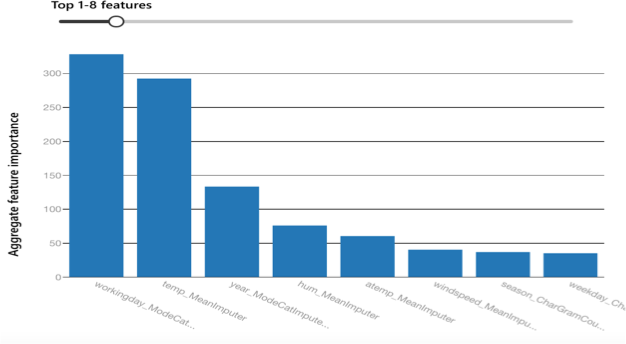 Top 1-8 features
Aggregate feature importance
300
250
200
150
100
50
0
workingday_ModeCat...
temp_MeanImputer
year_ModeCatImpute...
hum_MeanImputer
atemp_MeanImputer
windspeed_MeanImpu...
season_CharGramCou...
weekday_Ch